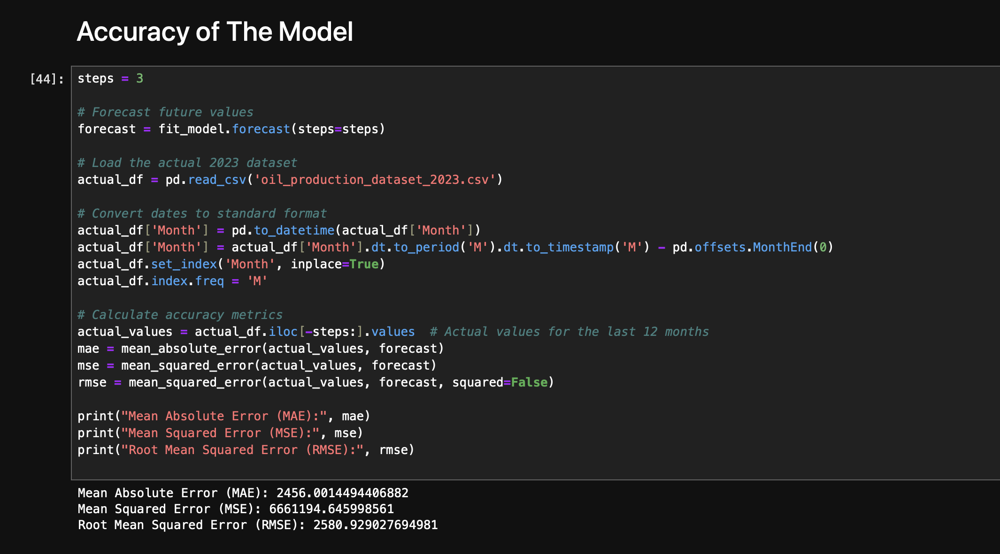 Accuracy of The Model
[44]:
steps = 3
# Forecast future values
forecast = fit_model.forecast(steps=steps)
# Load the actual 2023 dataset
actual_df = pd.read_csv('oil_production_dataset_2023.csv')
# Convert dates to standard format
actual_df['Month'] = pd.to_datetime(actual_df['Month'])
actual_df['Month'] = actual_df['Month'].dt.to_period('M').dt.to_timestamp('M') - pd.offsets.MonthEnd(0)
actual_df.set_index('Month', inplace=True)
actual_df.index.freq = 'M'
# Calculate accuracy metrics
actual_values = actual_df.iloc[-steps:].values  # Actual values for the last 12 months
mae = mean_absolute_error(actual_values, forecast)
mse = mean_squared_error(actual_values, forecast)
rmse = mean_squared_error(actual_values, forecast, squared=False)
print("Mean Absolute Error (MAE):", mae)
print("Mean Squared Error (MSE):", mse)
print("Root Mean Squared Error (RMSE):", rmse)
Mean Absolute Error (MAE): 2456.0014494406882
Mean Squared Error (MSE): 6661194.645998561
Root Mean Squared Error (RMSE): 2580.929027694981